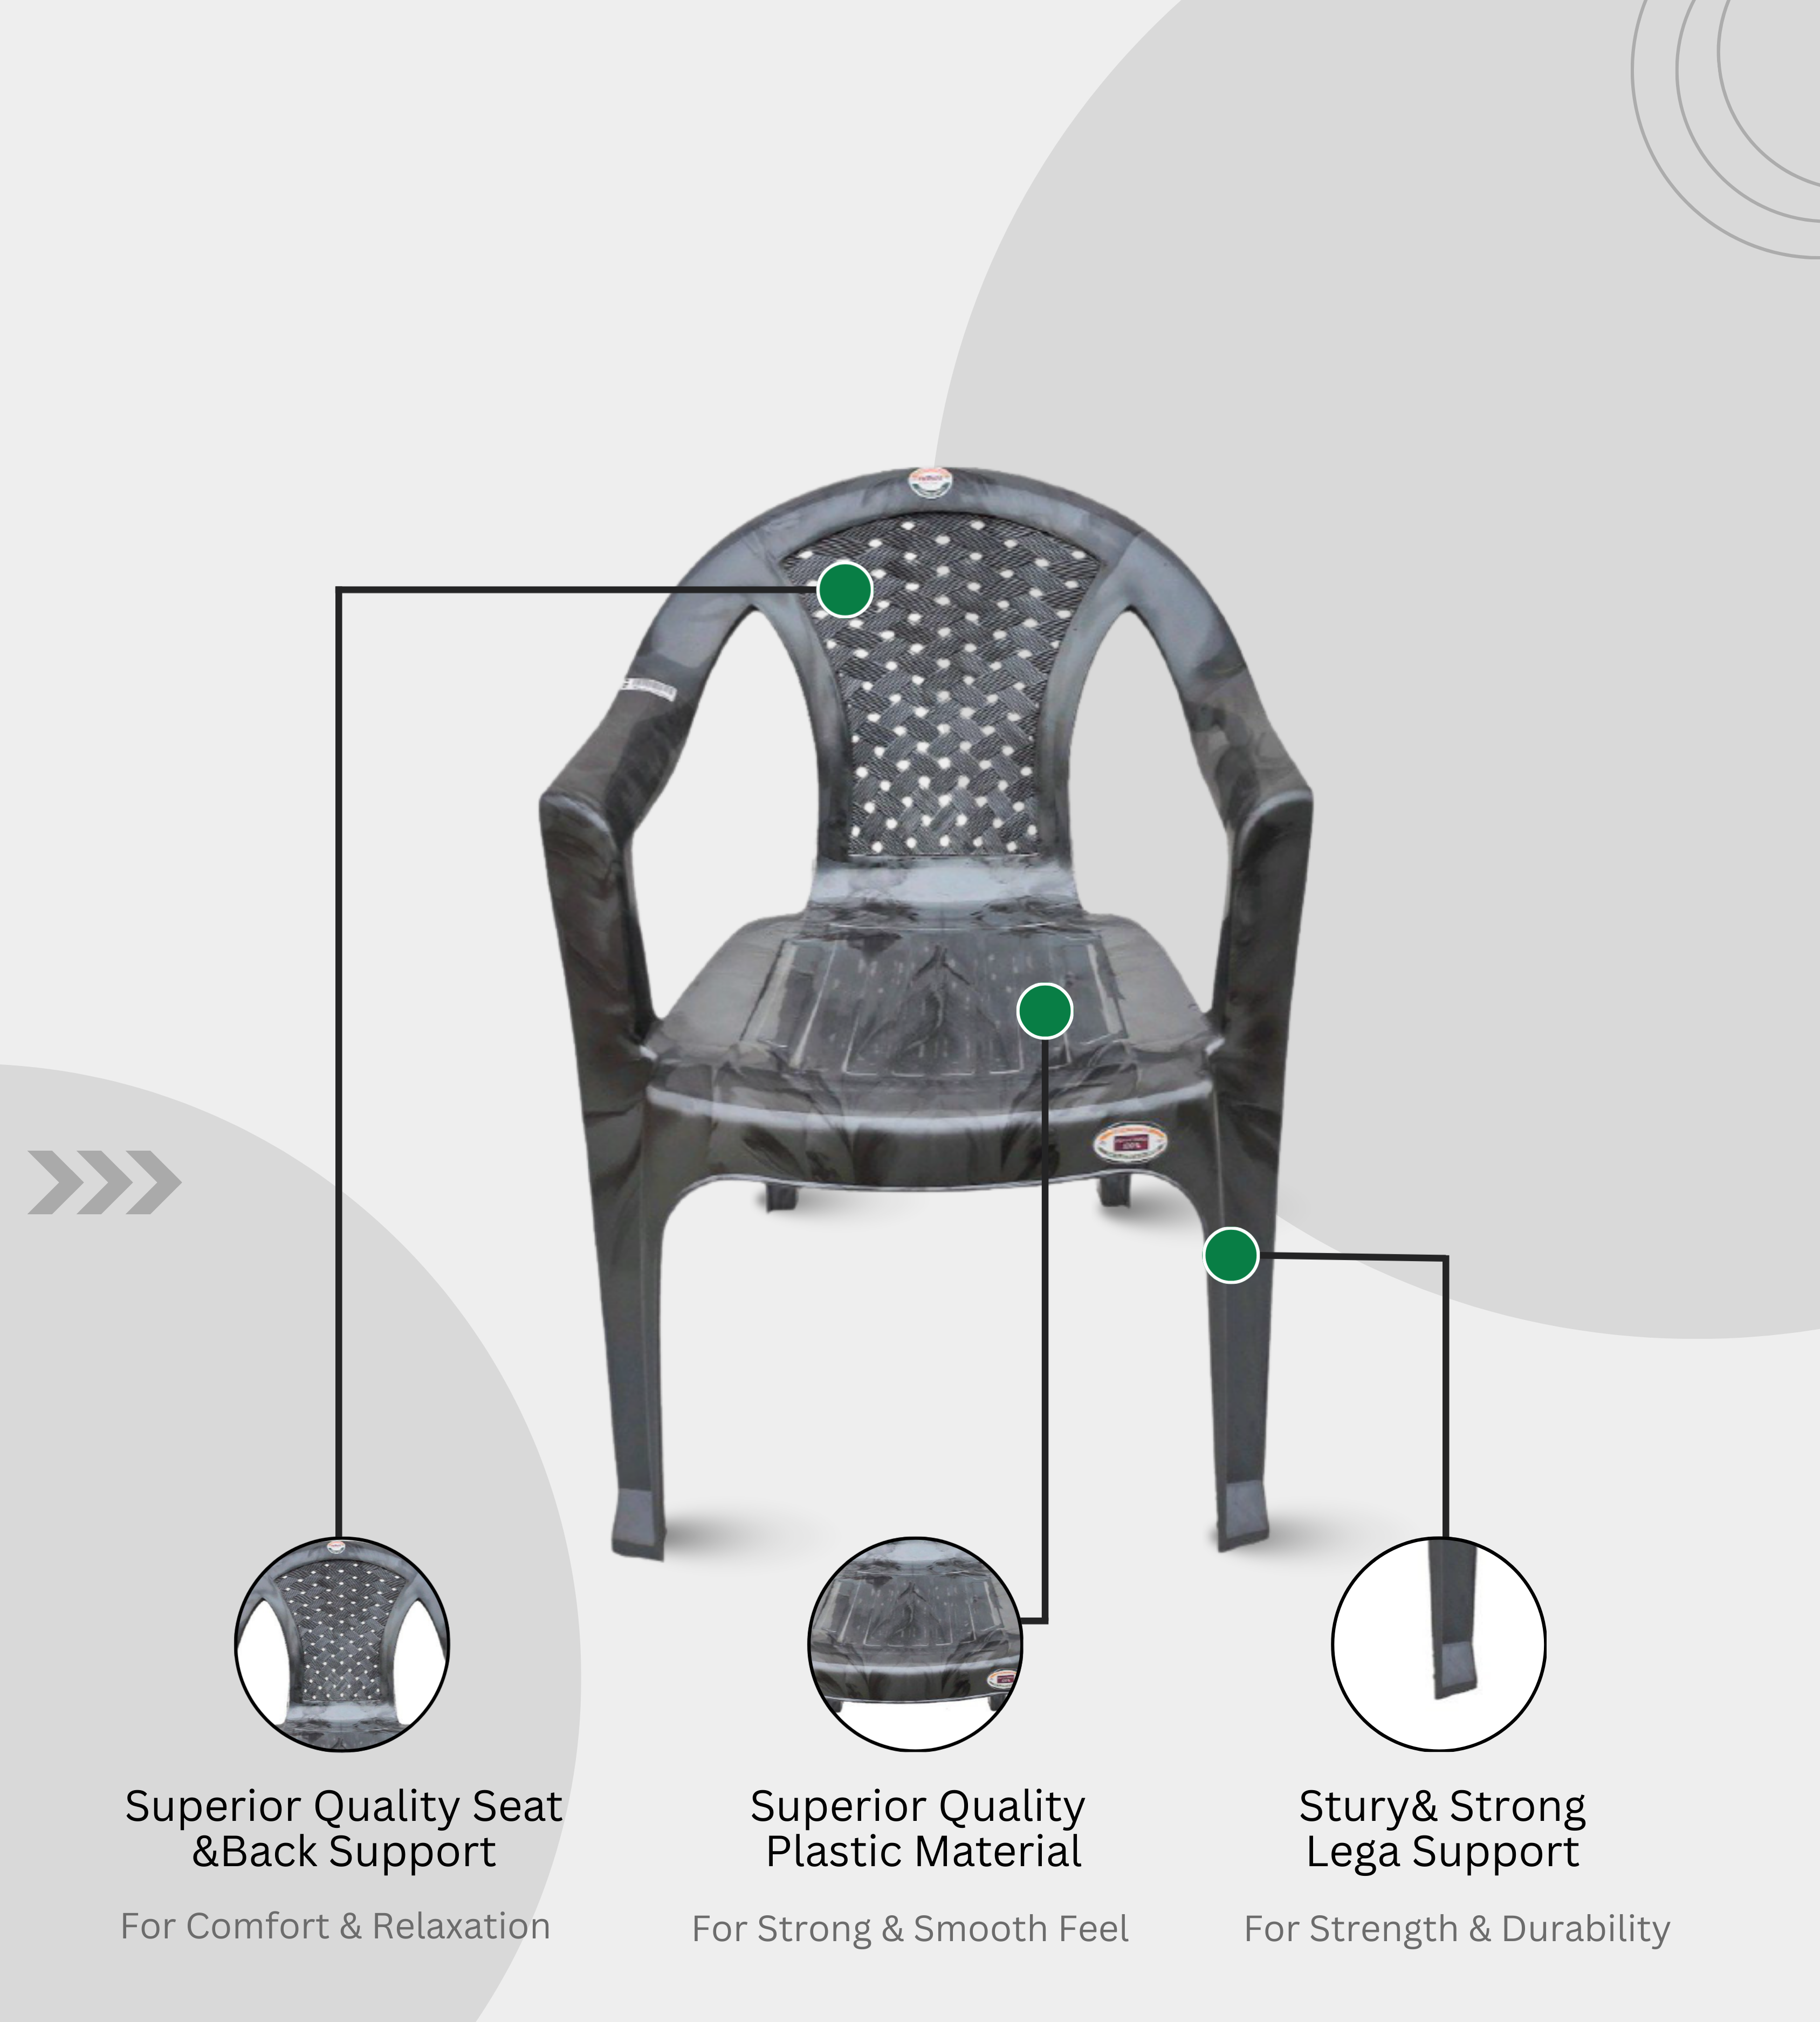 Superior Quality Seat
&Back Support
For Comfort & Relaxation
Superior Quality
Plastic Material
For Strong & Smooth Feel
Stury& Strong
Lega Support
For Strength & Durability